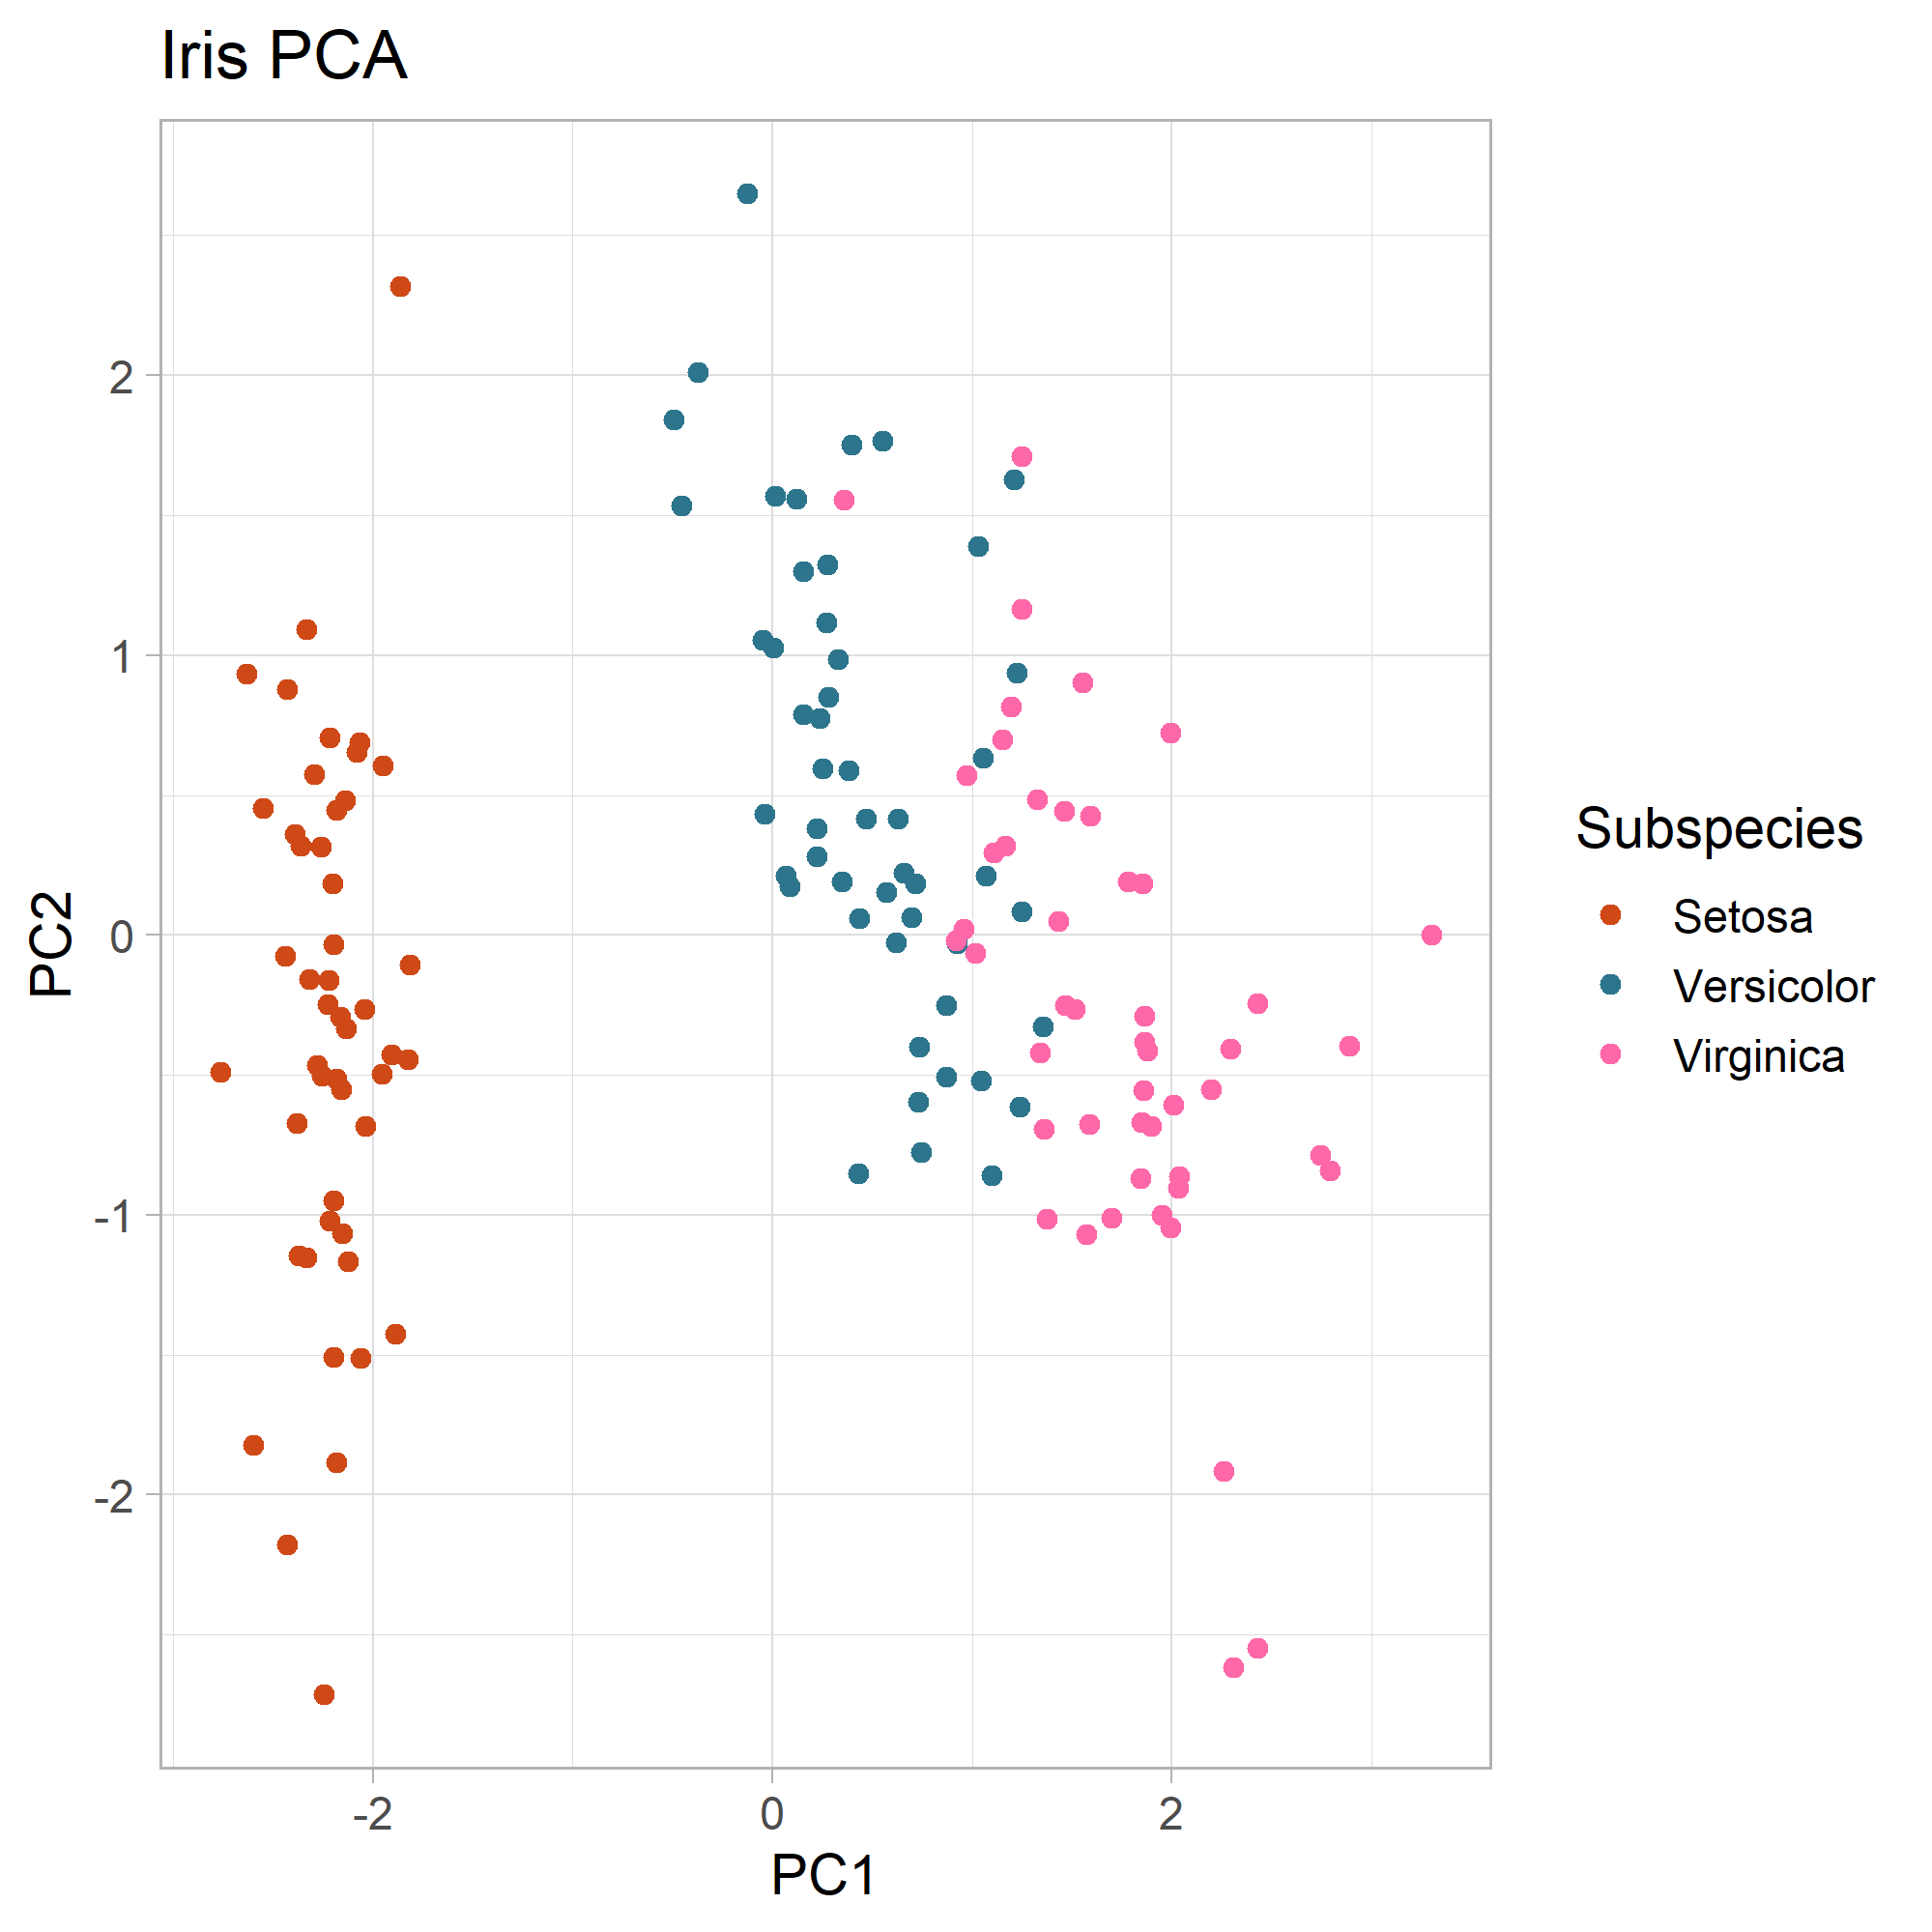 Iris PCA
2
1
0
-1
-2
PC2
-2 0 2
PC1
Subspecies
Setosa
Versicolor
Virginica